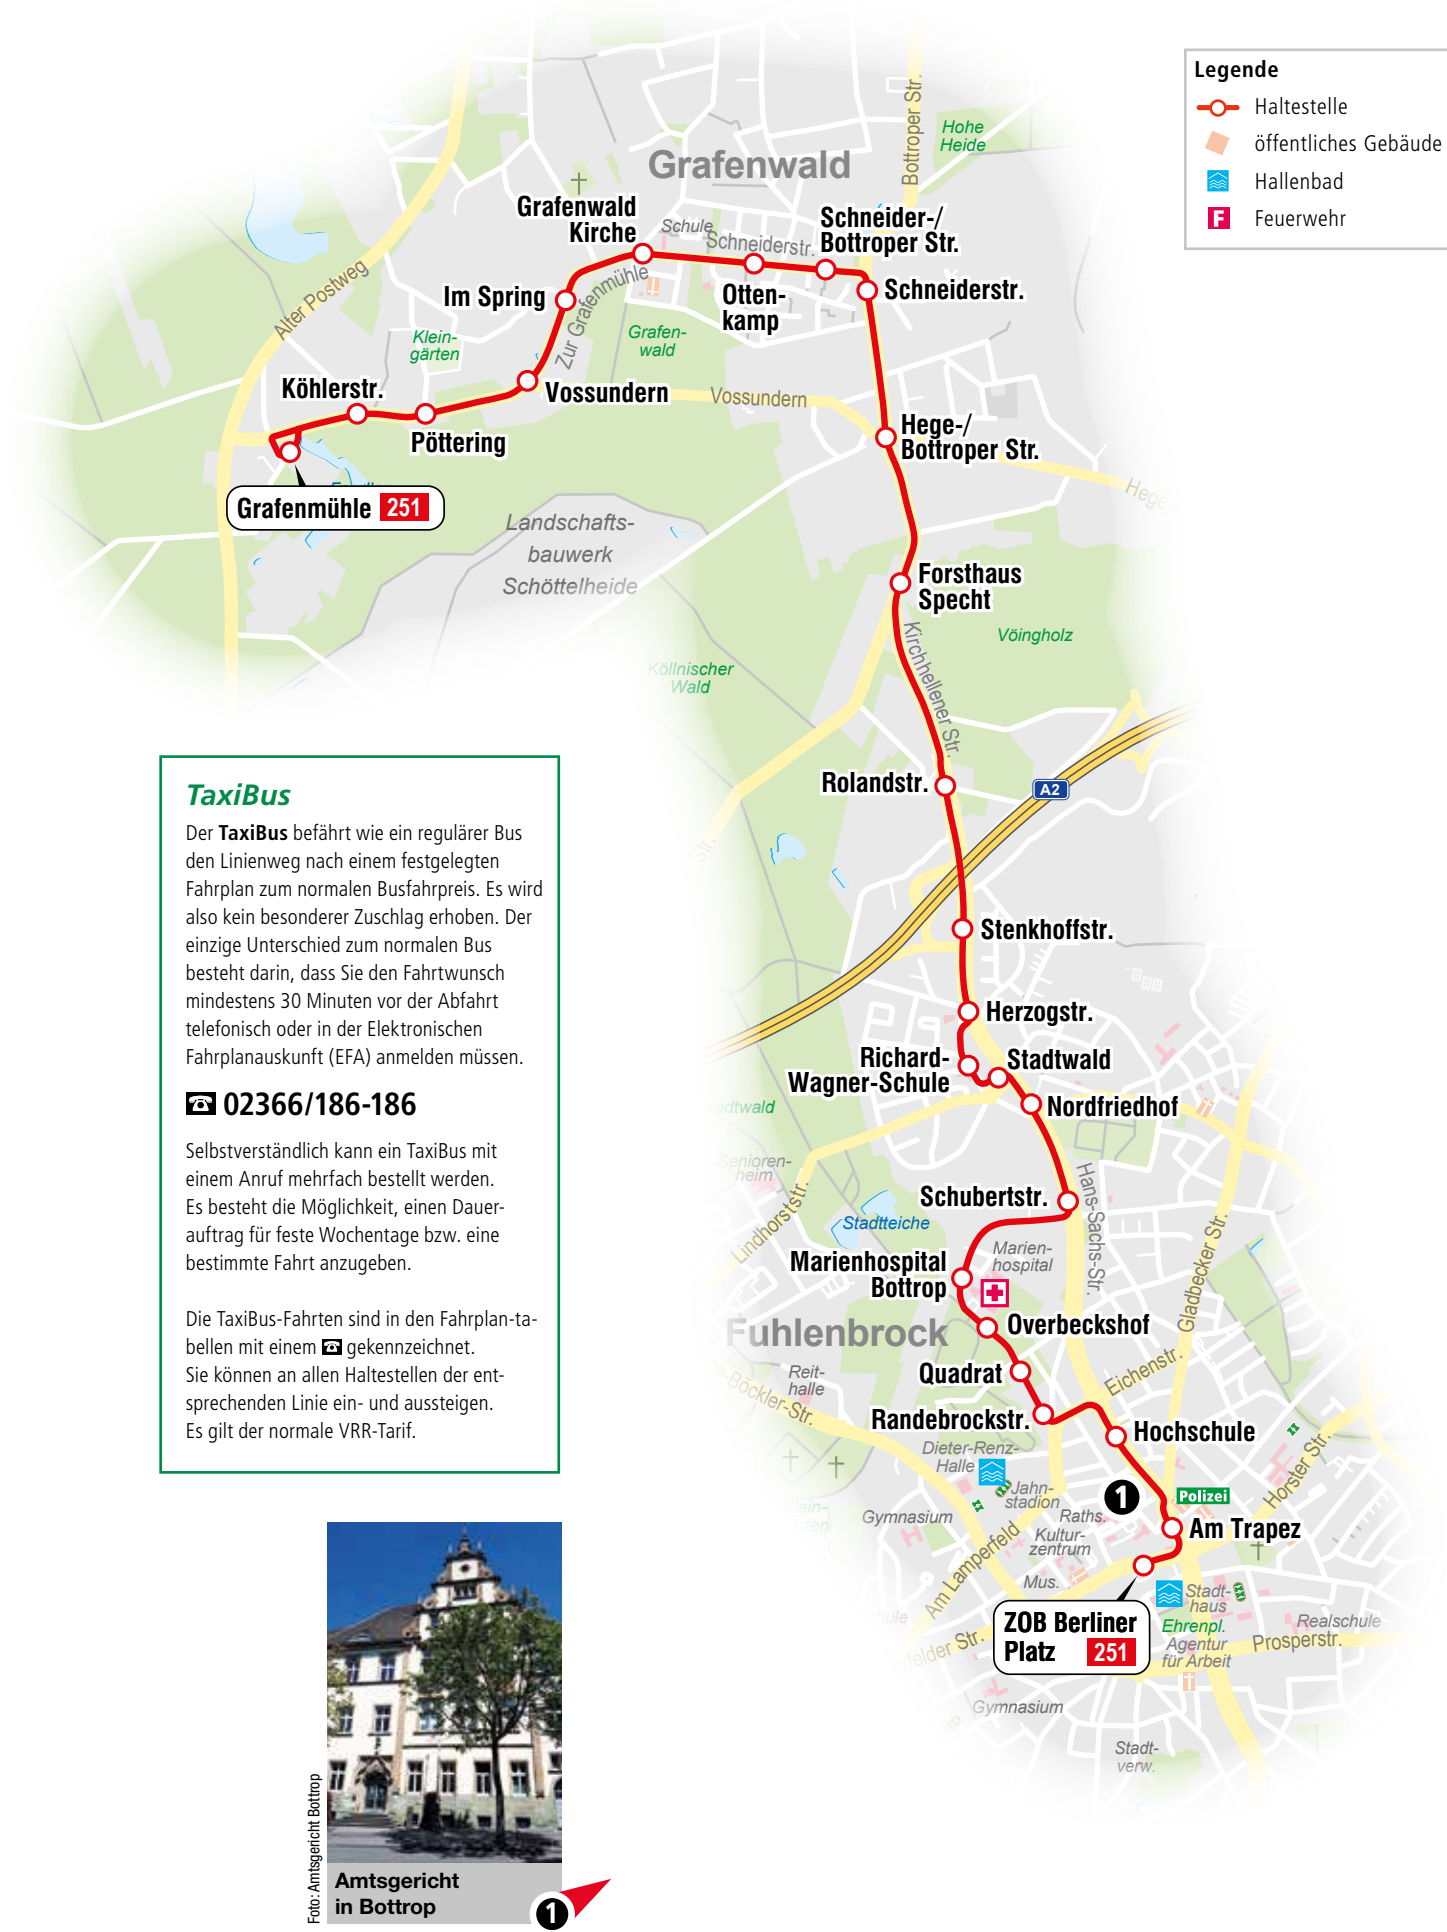 Legende
Haltestelle
öffentliches Gebäude
Hallenbad
F Feuerwehr
Bottroper Str.
Hohe
Heide
Grafenwald
Grafenwald
Kirche
Schule
Schneiderstr.
Schneider-/
Bottroper Str.
Alter Postweg
Im Spring
Zur Grafenmühle
Otten-
kamp
Schneiderstr.
Klein-
gärten
Grafen-
wald
Köhlerstr.
Vossundern
Vossundern
Pöttering
Hege-/
Bottroper Str.
Grafenmühle 251
Landschafts-
bauwerk
Schöttelheide
Forsthaus
Specht
Kirchhellener Str.
Vöingholz
Köllnischer
Wald
Rolandstr.
A2
Str.
Stenkhoffstr.
Herzogstr.
Richard-
Wagner-Schule
Stadtwald
Nordfriedhof
Senioren-
heim
Lindhorststr.
Schubertstr.
Hans-Sachs-Str.
Stadtteiche
Marien-
hospital
Marienhospital
Bottrop
Gladbecker Str.
Fuhlenbrock
Overbeckshof
Reit-
halle
Quadrat
Eichenstr.
s-Böckler-Str.
Randebrockstr.
Hochschule
Dieter-Renz-
Halle
Horster Str.
Jahn-
stadion
1
Polizei
Klein-
gärten
Gymnasium
Raths.
Kultur-
zentrum
Am Trapez
Am Lamperfeld
Mus.
Stadt-
haus
ZOB Berliner
Platz 251
Ehrenpl.
Agentur
für Arbeit
Realschule
Prosperstr.
felder Str.
Gymnasium
Stadt-
verw.
TaxiBus
Der TaxiBus befährt wie ein regulärer Bus
den Linienweg nach einem festgelegten
Fahrplan zum normalen Busfahrpreis. Es wird
also kein besonderer Zuschlag erhoben. Der
einzige Unterschied zum normalen Bus
besteht darin, dass Sie den Fahrtwunsch
mindestens 30 Minuten vor der Abfahrt
telefonisch oder in der Elektronischen
Fahrplanauskunft (EFA) anmelden müssen.
02366/186-186
Selbstverständlich kann ein TaxiBus mit
einem Anruf mehrfach bestellt werden.
Es besteht die Möglichkeit, einen Dauer-
auftrag für feste Wochentage bzw. eine
bestimmte Fahrt anzugeben.
Die TaxiBus-Fahrten sind in den Fahrplan-ta-
bellen mit einem gekennzeichnet.
Sie können an allen Haltestellen der ent-
sprechenden Linie ein- und aussteigen.
Es gilt der normale VRR-Tarif.
Foto: Amtsgericht Bottrop
Amtsgericht
in Bottrop
1